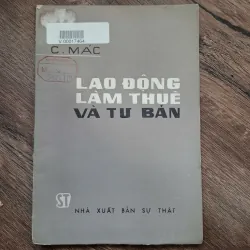 C. MÁC
LAO ĐỘNG
LÀM THUÊ
VÀ TƯ BẢN
ST
NHÀ XUẤT BẢN SỰ THẬT